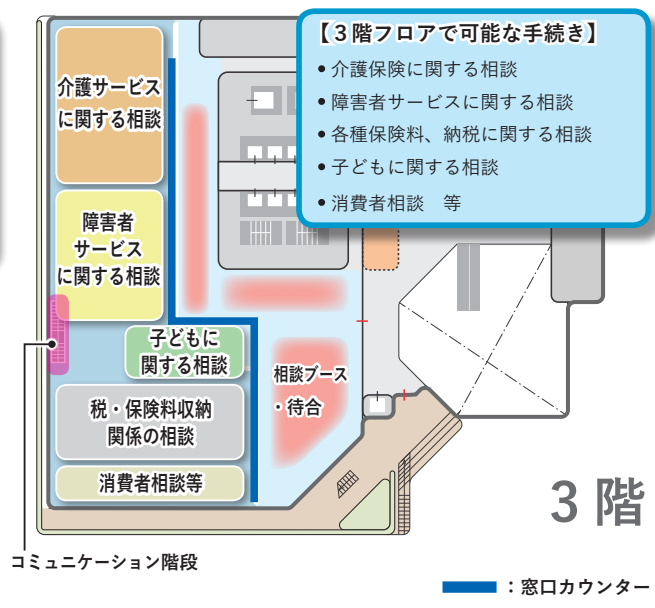 【3階フロアで可能な手続き】
•介護保険に関する相談
•障害者サービスに関する相談
•各種保険料、納税に関する相談
•子どもに関する相談
•消費者相談　等
介護サービス
に関する相談
障害者
サービス
に関する相談
子どもに
関する相談
相談ブース
・待合
税・保険料収納
関係の相談
消費者相談等
3階
コミュニケーション階段
：窓口カウンター